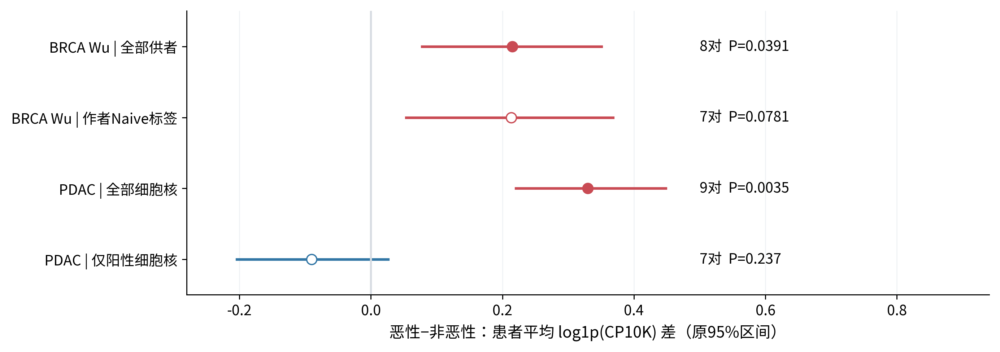 BRCA Wu | 全部供者
8对 P=0.0391
BRCA Wu | 作者Naive标签
7对 P=0.0781
PDAC | 全部细胞核
9对 P=0.0035
PDAC | 仅阳性细胞核
7对 P=0.237
-0.2 0.0 0.2 0.4 0.6 0.8
恶性−非恶性：患者平均 log1p(CP10K) 差（原95%区间）